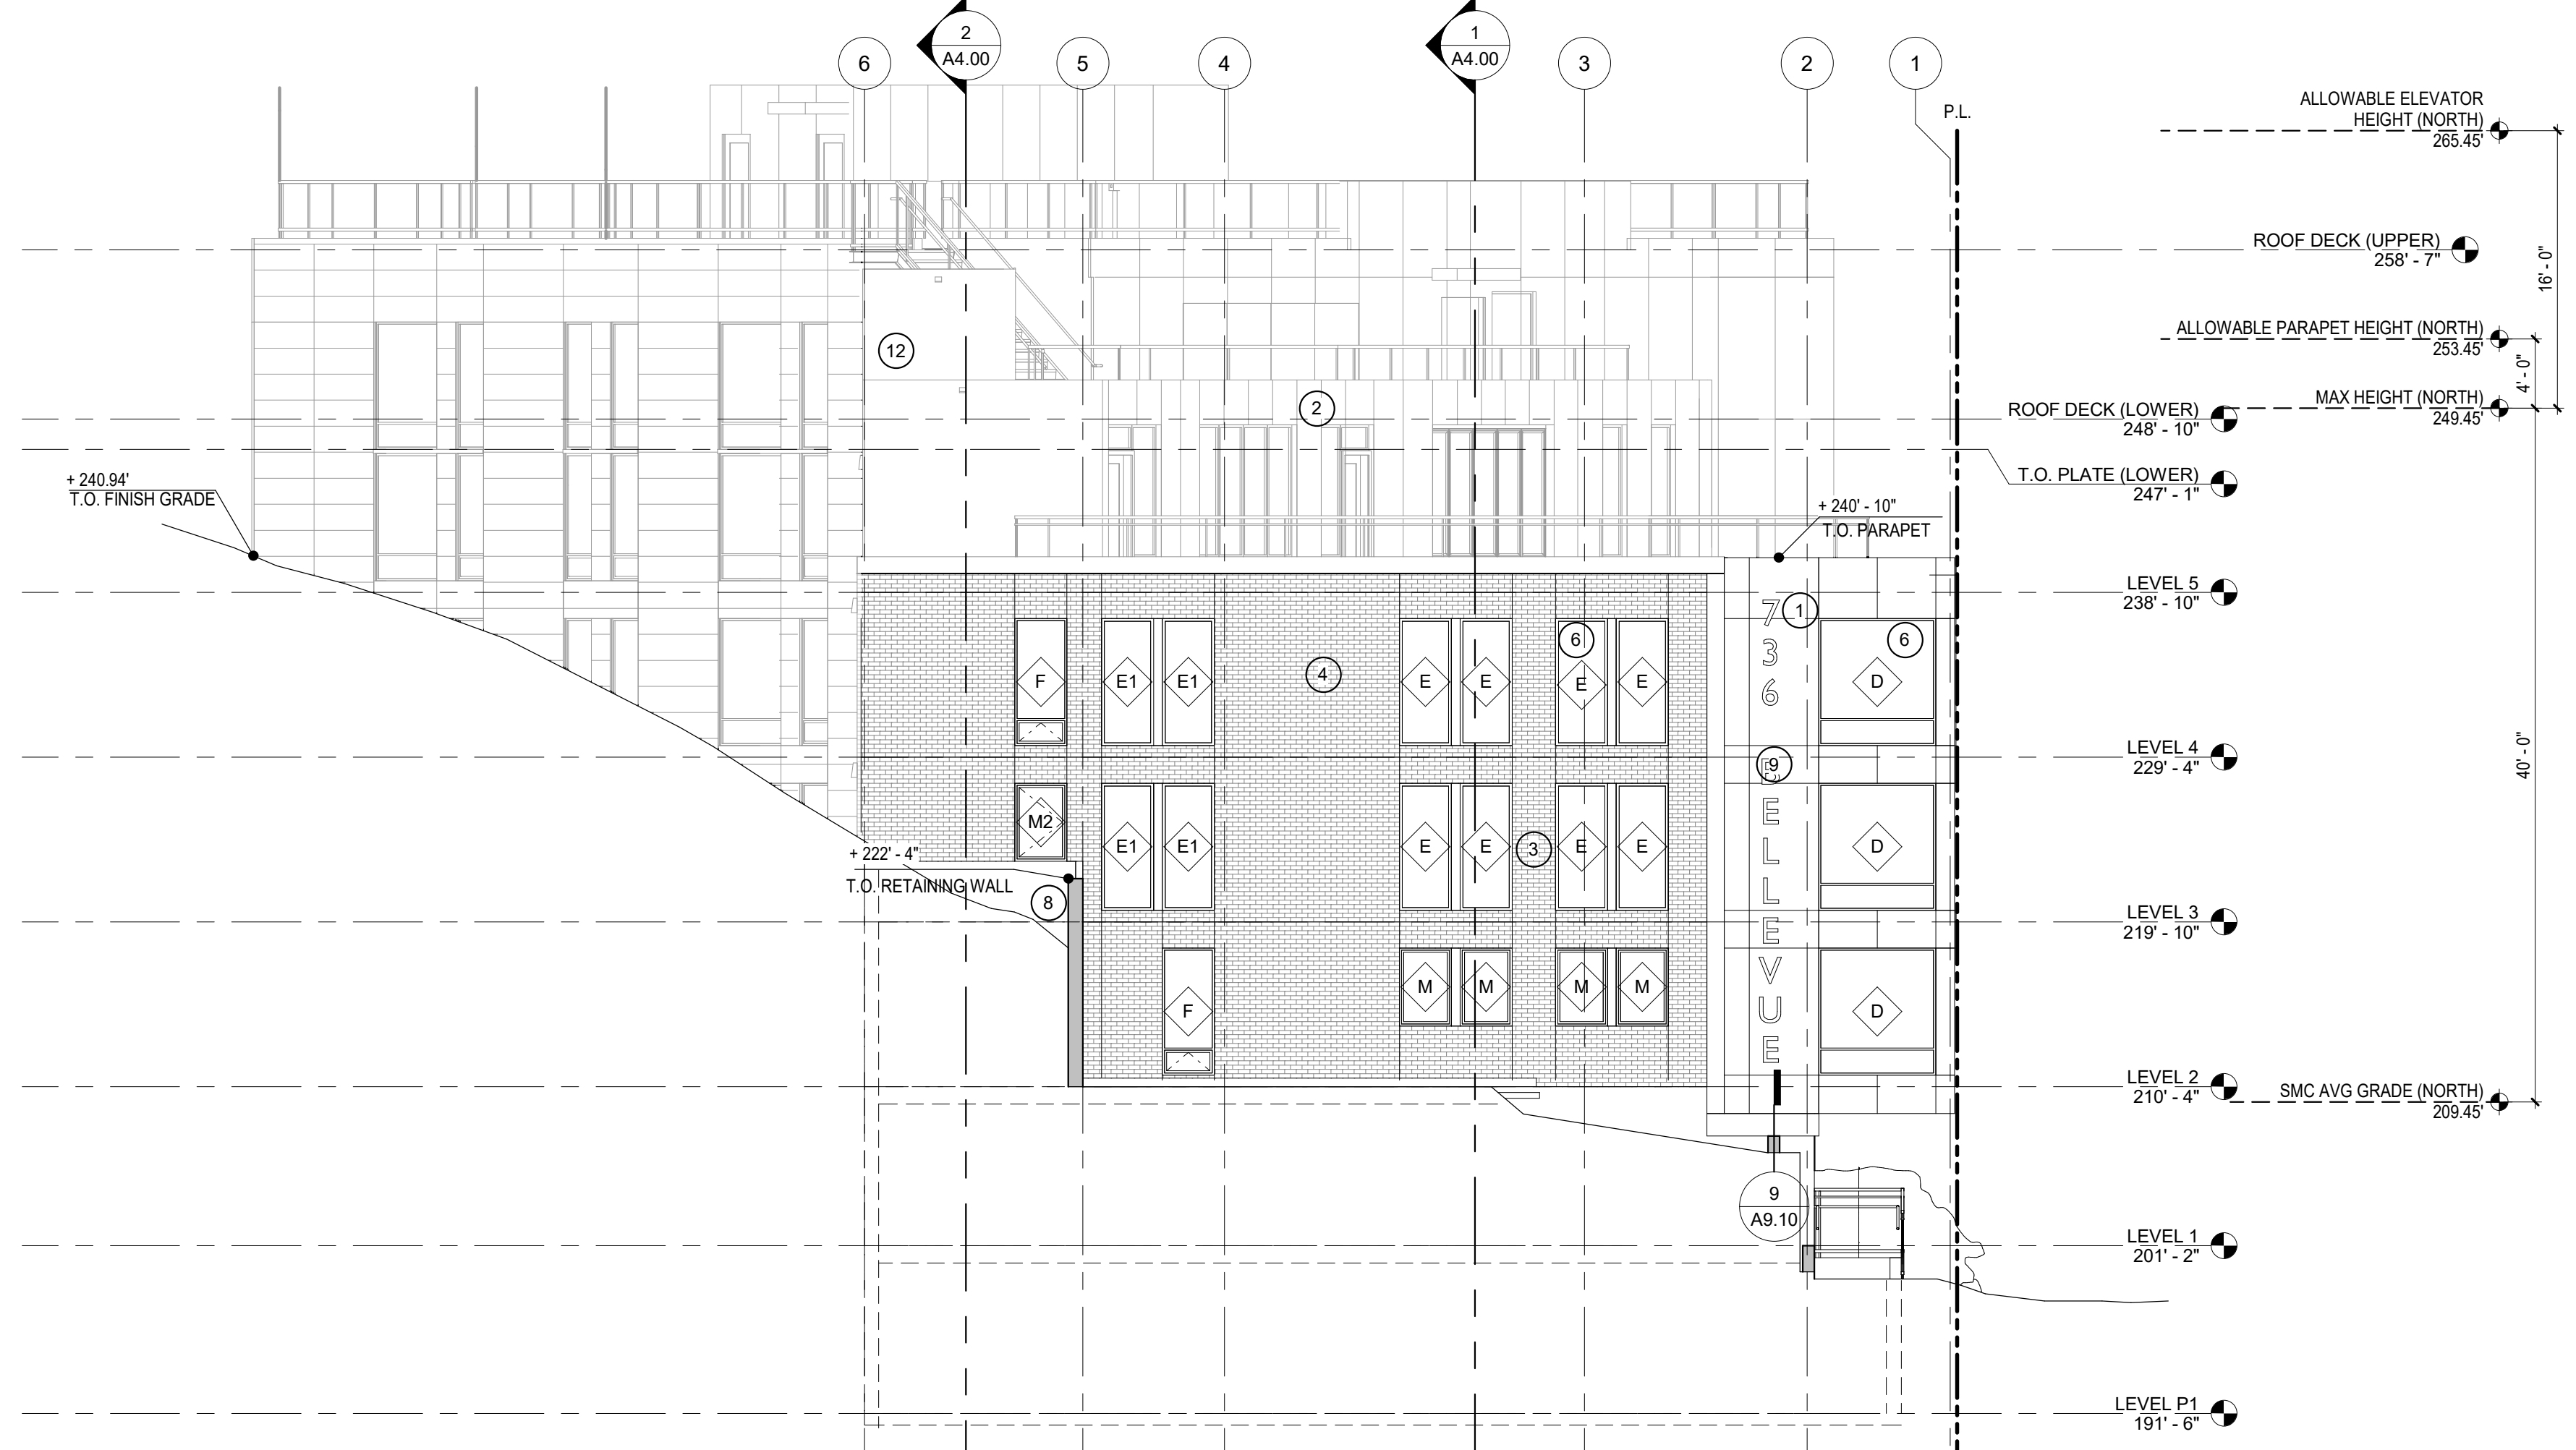 2
A4.00
1
A4.00
6
5
4
3
2
1
P.L.
ALLOWABLE ELEVATOR
HEIGHT (NORTH)
265.45'
ROOF DECK (UPPER)
258' - 7"
16' - 0"
ALLOWABLE PARAPET HEIGHT (NORTH)
253.45'
4' - 0"
MAX HEIGHT (NORTH)
249.45'
ROOF DECK (LOWER)
248' - 10"
T.O. PLATE (LOWER)
247' - 1"
12
2
+ 240.94'
T.O. FINISH GRADE
+ 240' - 10"
T.O. PARAPET
LEVEL 5
238' - 10"
7
3
6
1
6
6
4
F
E1
E1
E
E
E
E
D
40' - 0"
LEVEL 4
229' - 4"
9
B
E
L
L
E
V
U
E
M2
E1
E1
E
E
3
E
E
D
+ 222' - 4"
T.O. RETAINING WALL
8
LEVEL 3
219' - 10"
F
M
M
M
M
D
LEVEL 2
210' - 4"
SMC AVG GRADE (NORTH)
209.45'
9
A9.10
LEVEL 1
201' - 2"
LEVEL P1
191' - 6"